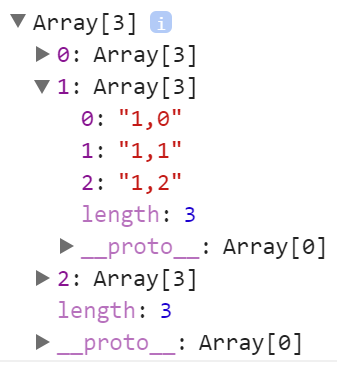 ▼ Array[3] i
▶ 0: Array[3]
▼ 1: Array[3]
0: "1,0"
1: "1,1"
2: "1,2"
length: 3
▶ __proto__: Array[0]
▶ 2: Array[3]
length: 3
▶ __proto__: Array[0]